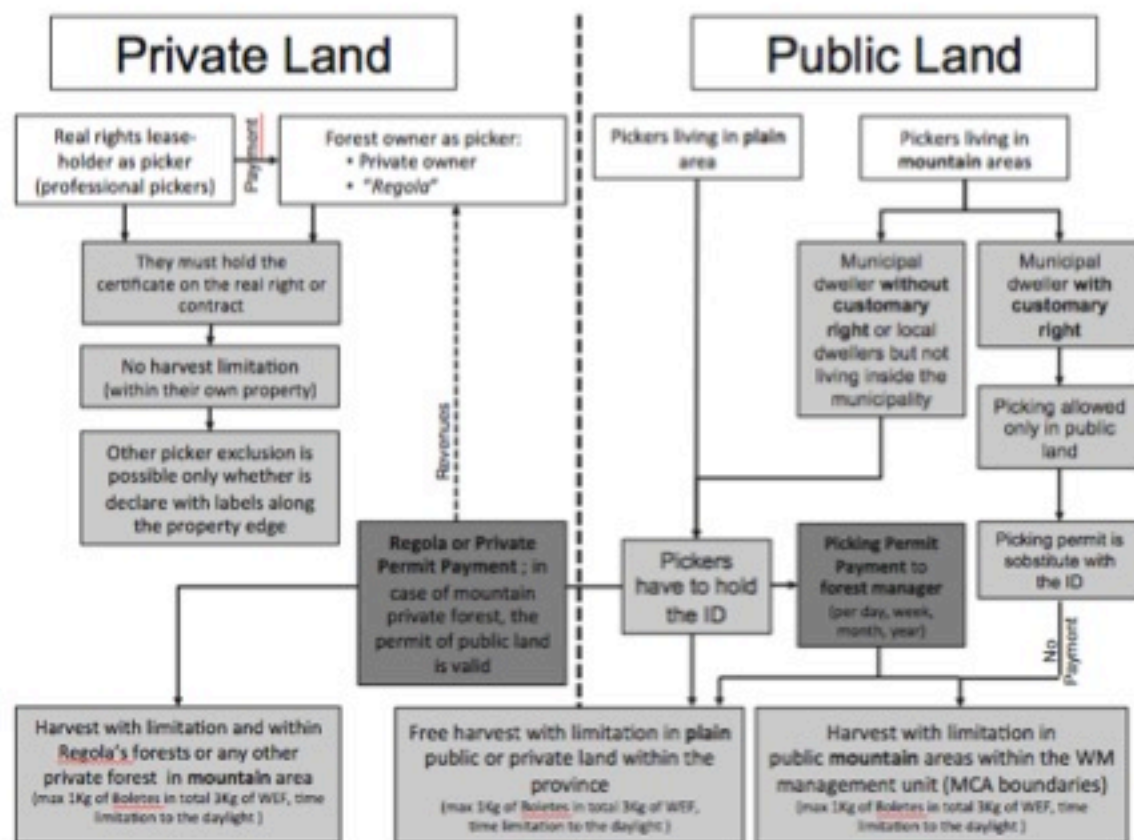 Private Land
Public Land
Real rights lease-
holder as picker
(professional pickers)
Payment
Forest owner as picker:
• Private owner
• "Regola"
Pickers living in plain
area
Pickers living in
mountain areas
They must hold the
certificate on the real right or
contract
Municipal
dweller without
customary
right or local
dwellers but not
living inside the
municipality
Municipal
dweller with
customary
right
No harvest limitation
(within their own property)
Picking allowed
only in public
land
Other picker exclusion is
possible only whether is
declare with labels along
the property edge
Revenues
Regola or Private
Permit Payment ; in
case of mountain
private forest, the
permit of public land
is valid
Pickers
have to hold
the ID
Picking Permit
Payment to
forest manager
(per day, week,
month, year)
Picking permit is
sobstitute with
the ID
No
Payment
Harvest with limitation and within
Regola's forests or any other
private forest in mountain area
(max 1Kg of Boletes in total 3Kg of WEF, time
limitation to the daylight )
Free harvest with limitation in plain
public or private land within the
province
(max 1Kg of Boletes in total 3Kg of WEF,
time limitation to the daylight )
Harvest with limitation in
public mountain areas within the WM
management unit (MCA boundaries)
(max 1Kg of Boletes in total 3Kg of WEF, time
limitation to the daylight )